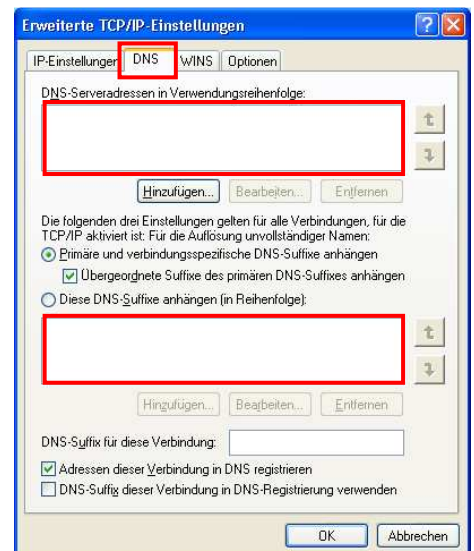 Erweiterte TCP/IP-Einstellungen
IP-Einstellungen DNS WINS Optionen
DNS-Serveradressen in Verwendungsreihenfolge:
Hinzufügen... Bearbeiten... Entfernen
Die folgenden drei Einstellungen gelten für alle Verbindungen, für die
TCP/IP aktiviert ist: Für die Auflösung unvollständiger Namen:
Primäre und verbindungsspezifische DNS-Suffixe anhängen
Übergeordnete Suffixe des primären DNS-Suffixes anhängen
Diese DNS-Suffixe anhängen (in Reihenfolge):
Hinzufügen... Bearbeiten... Entfernen
DNS-Suffix für diese Verbindung:
Adressen dieser Verbindung in DNS registrieren
DNS-Suffix dieser Verbindung in DNS-Registrierung verwenden
OK Abbrechen